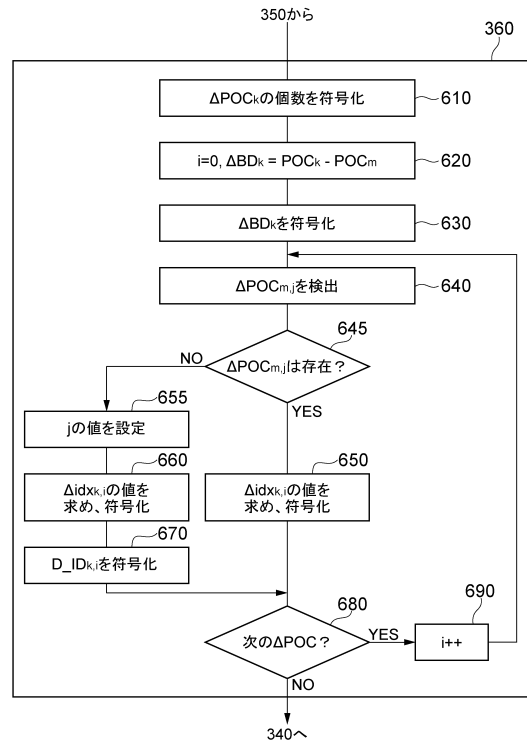 350から
360
ΔPOCkの個数を符号化
610
i=0, ΔBDk = POCk - POCm
620
ΔBDkを符号化
630
ΔPOCm,jを検出
640
645
NO
ΔPOCm,jは存在？
YES
655
jの値を設定
660
Δidxk,iの値を
求め、符号化
650
Δidxk,iの値を
求め、符号化
670
D_IDk,iを符号化
680
690
次のΔPOC？
YES
i++
NO
340へ